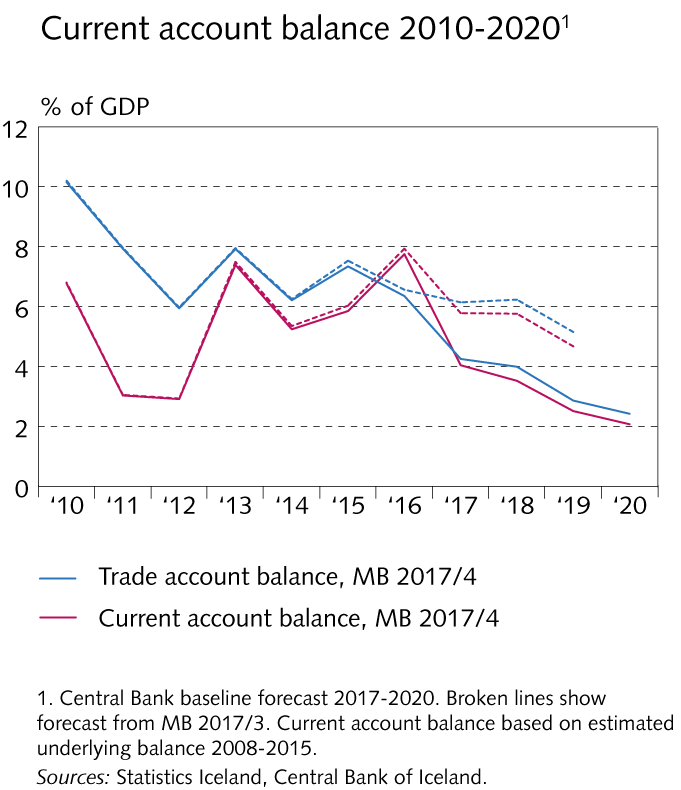 Current account balance 2010-2020¹
% of GDP
12
10
8
6
4
2
0
‘10 ‘11 ‘12 ‘13 ‘14 ‘15 ‘16 ‘17 ‘18 ‘19 ‘20
Trade account balance, MB 2017/4
Current account balance, MB 2017/4
1. Central Bank baseline forecast 2017-2020. Broken lines show
forecast from MB 2017/3. Current account balance based on estimated
underlying balance 2008-2015.
Sources: Statistics Iceland, Central Bank of Iceland.